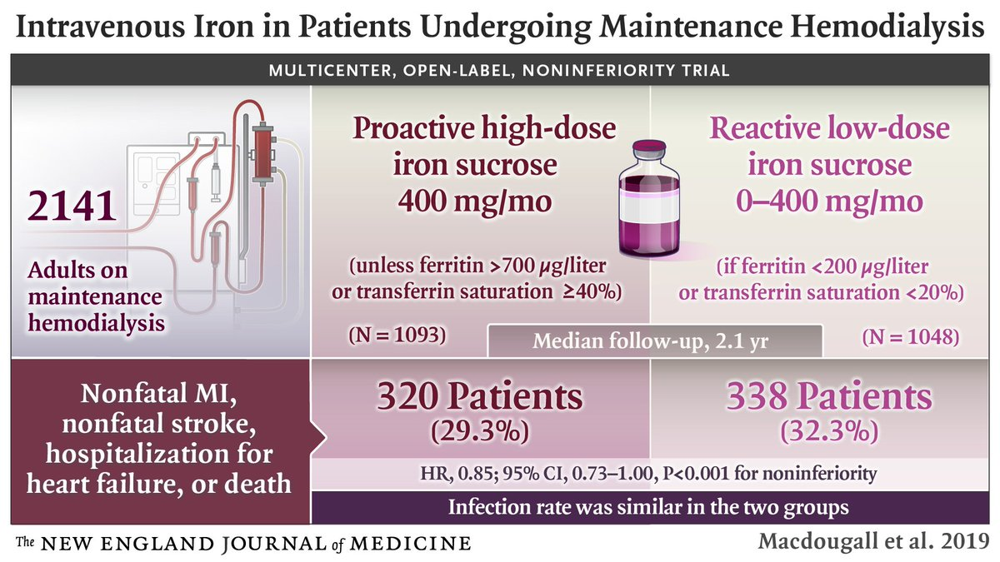 Intravenous Iron in Patients Undergoing Maintenance Hemodialysis
MULTICENTER, OPEN-LABEL, NONINFERIORITY TRIAL
2141
Adults on
maintenance
hemodialysis
Proactive high-dose
iron sucrose
400 mg/mo
(unless ferritin >700 µg/liter
or transferrin saturation ≥40%)
(N = 1093)
Reactive low-dose
iron sucrose
0–400 mg/mo
(if ferritin <200 µg/liter
or transferrin saturation <20%)
(N = 1048)
Median follow-up, 2.1 yr
Nonfatal MI,
nonfatal stroke,
hospitalization for
heart failure, or death
320 Patients
(29.3%)
338 Patients
(32.3%)
HR, 0.85; 95% CI, 0.73–1.00, P<0.001 for noninferiority
Infection rate was similar in the two groups
The NEW ENGLAND JOURNAL of MEDICINE
Macdougall et al. 2019